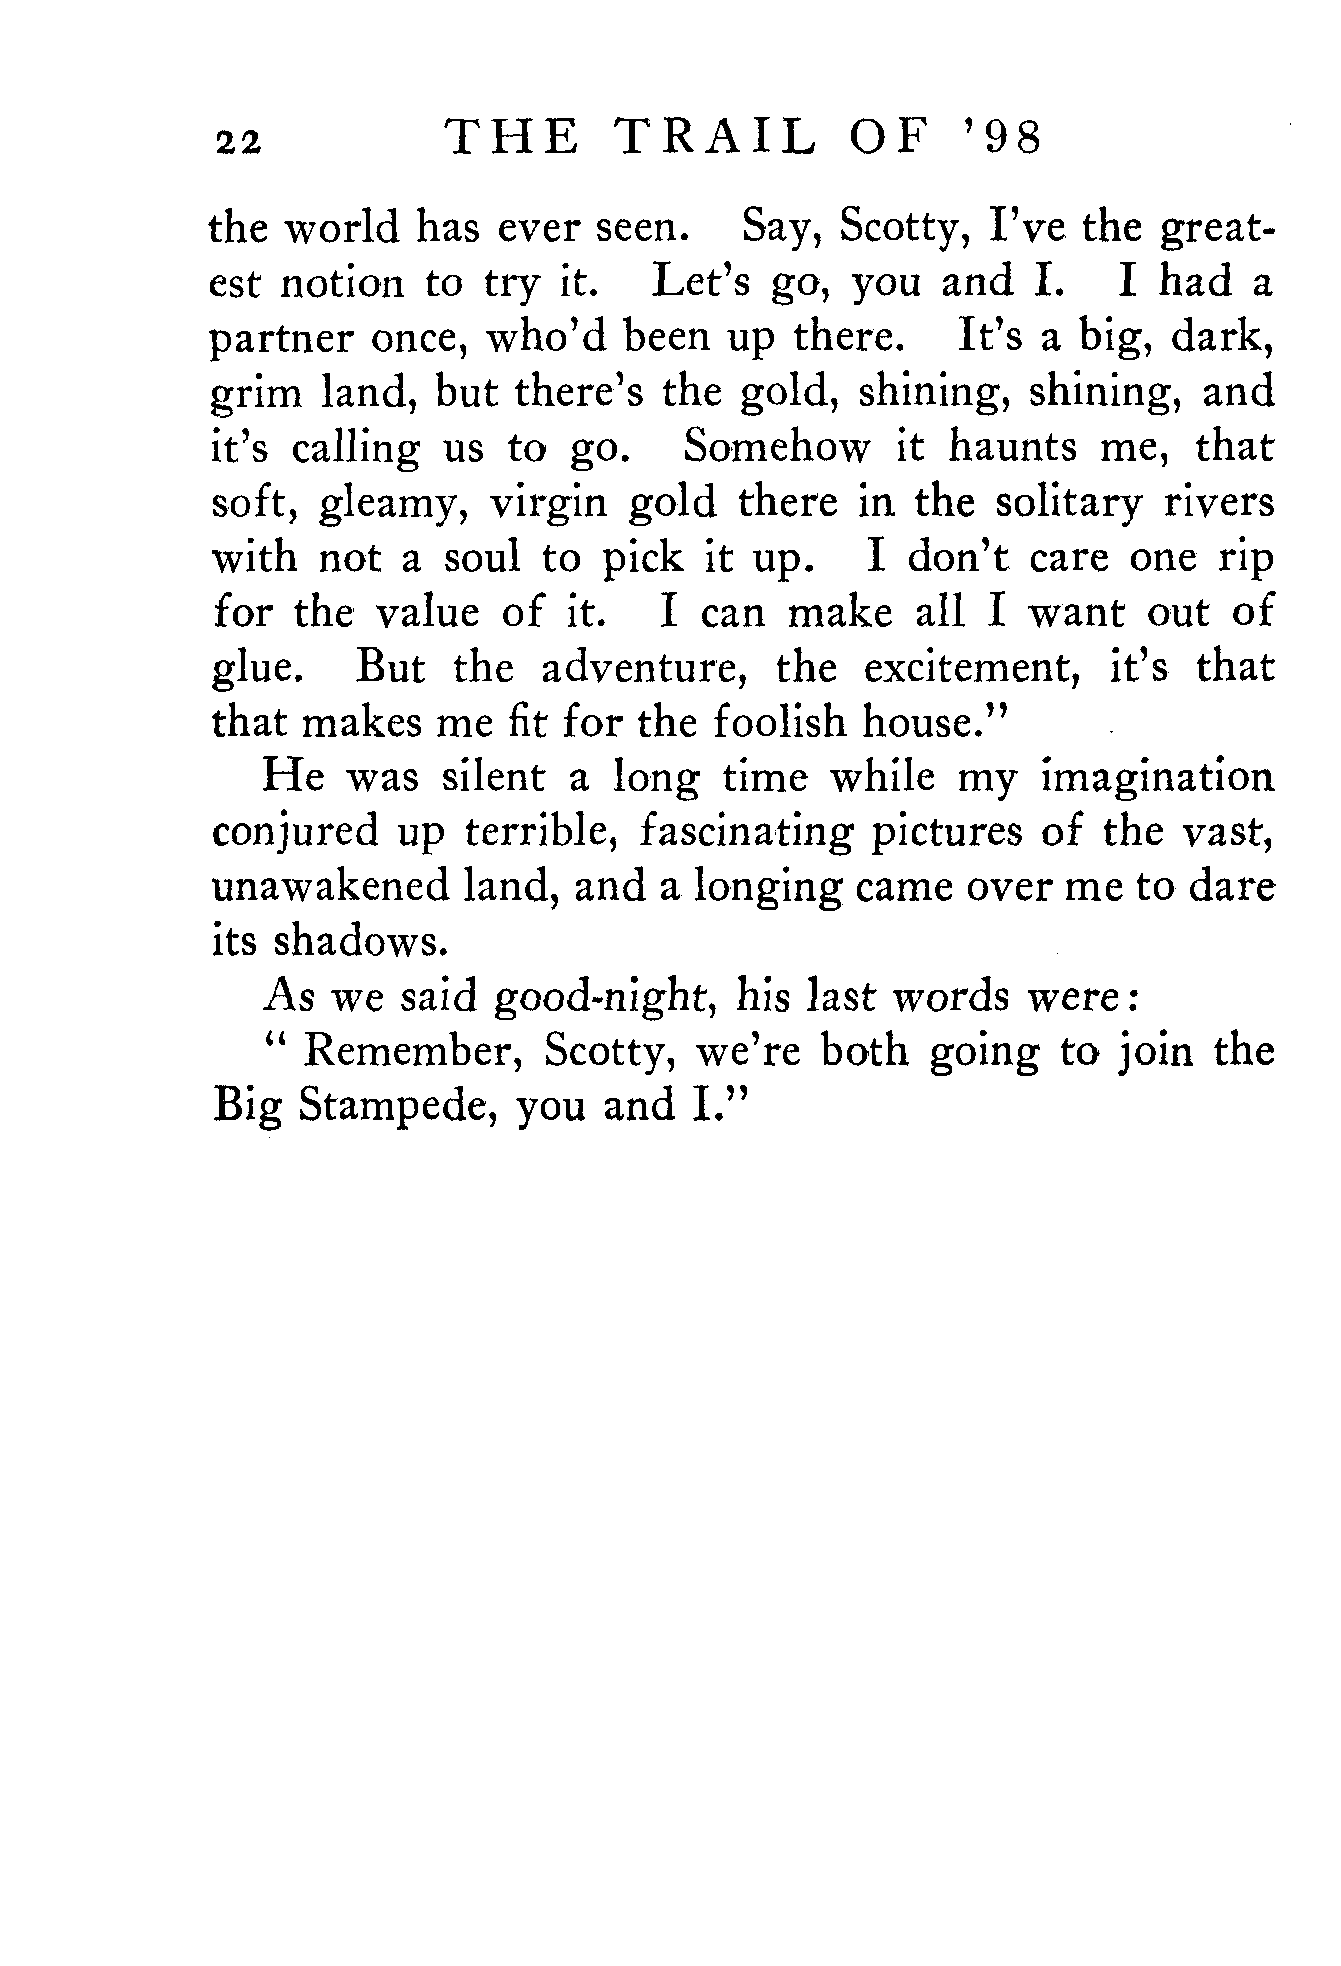 22 THE TRAIL OF '98
the world has ever seen. Say, Scotty, I've the great-
est notion to try it. Let's go, you and I. I had a
partner once, who'd been up there. It's a big, dark,
grim land, but there's the gold, shining, shining, and
it's calling us to go. Somehow it haunts me, that
soft, gleamy, virgin gold there in the solitary rivers
with not a soul to pick it up. I don't care one rip
for the value of it. I can make all I want out of
glue. But the adventure, the excitement, it's that
that makes me fit for the foolish house."
He was silent a long time while my imagination
conjured up terrible, fascinating pictures of the vast,
unawakened land, and a longing came over me to dare
its shadows.
As we said good-night, his last words were:
" Remember, Scotty, we're both going to join the
Big Stampede, you and I."